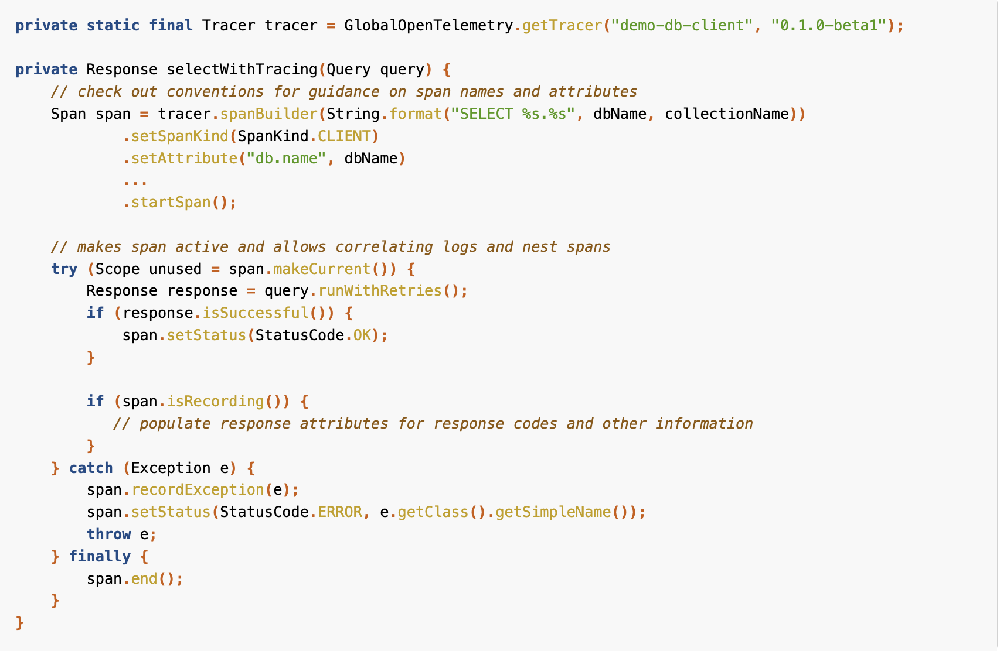 private static final Tracer tracer = GlobalOpenTelemetry.getTracer("demo-db-client", "0.1.0-beta1");

private Response selectWithTracing(Query query) {
    // check out conventions for guidance on span names and attributes
    Span span = tracer.spanBuilder(String.format("SELECT %s.%s", dbName, collectionName))
            .setSpanKind(SpanKind.CLIENT)
            .setAttribute("db.name", dbName)
            ...
            .startSpan();

    // makes span active and allows correlating logs and nest spans
    try (Scope unused = span.makeCurrent()) {
        Response response = query.runWithRetries();
        if (response.isSuccessful()) {
            span.setStatus(StatusCode.OK);
        }

        if (span.isRecording()) {
           // populate response attributes for response codes and other information
        }
    } catch (Exception e) {
        span.recordException(e);
        span.setStatus(StatusCode.ERROR, e.getClass().getSimpleName());
        throw e;
    } finally {
        span.end();
    }
}